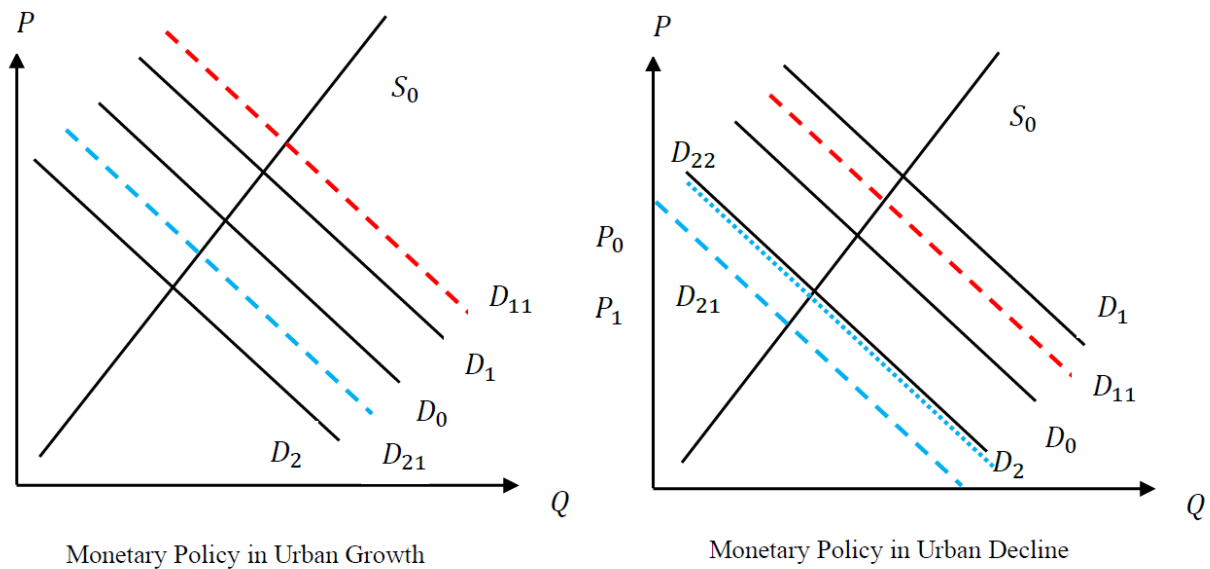 P
S₀
D₁₁
D₁
D₀
D₂
D₂₁
Q
Monetary Policy in Urban Growth
P
S₀
D₂₂
P₀
D₂₁
P₁
D₁
D₁₁
D₀
D₂
Q
Monetary Policy in Urban Decline